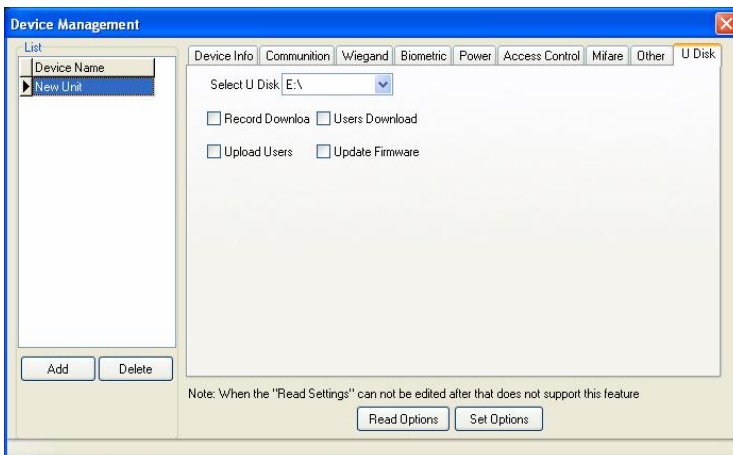 Device Management
List
Device Name
New Unit
Add Delete
Device Info Communition Wiegand Biometric Power Access Control Mifare Other U Disk
Select U Disk E:\
Record Downloa Users Download
Upload Users Update Firmware
Note: When the "Read Settings" can not be edited after that does not support this feature
Read Options Set Options